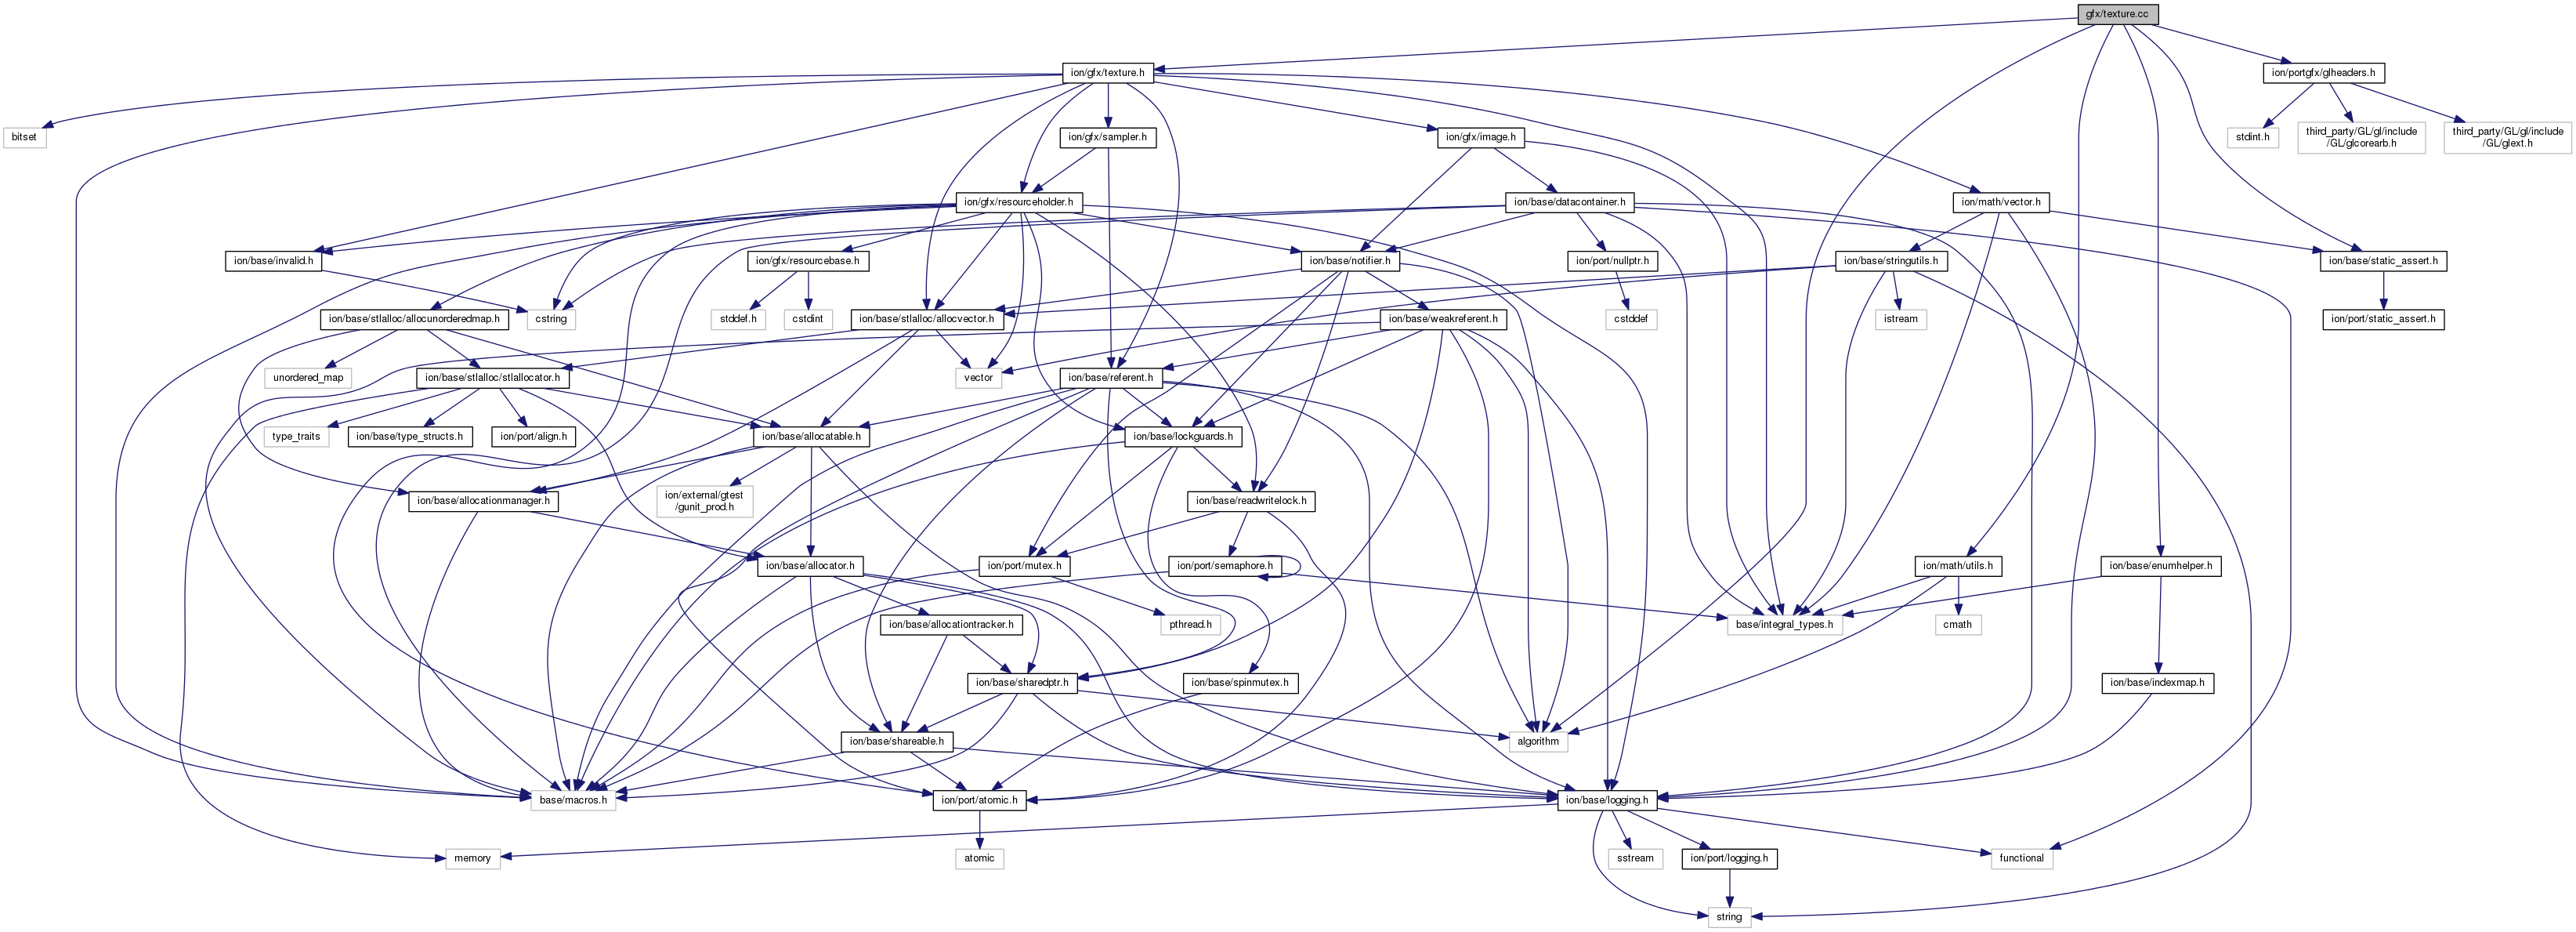 gfx/texture.cc
ion/gfx/texture.h
ion/portgfx/glheaders.h
bitset
ion/gfx/sampler.h
ion/gfx/image.h
stdint.h
third_party/GL/gl/include
/GL/glcorearb.h
third_party/GL/gl/include
/GL/glext.h
ion/gfx/resourceholder.h
ion/base/datacontainer.h
ion/math/vector.h
ion/base/invalid.h
ion/gfx/resourcebase.h
ion/base/notifier.h
ion/port/nullptr.h
ion/base/stringutils.h
ion/base/static_assert.h
ion/base/stlalloc/allocunorderedmap.h
cstring
stddef.h
cstdint
ion/base/stlalloc/allocvector.h
ion/base/weakreferent.h
cstddef
istream
ion/port/static_assert.h
unordered_map
ion/base/stlalloc/stlallocator.h
vector
ion/base/referent.h
type_traits
ion/base/type_structs.h
ion/port/align.h
ion/base/allocatable.h
ion/base/lockguards.h
ion/base/allocationmanager.h
ion/external/gtest
/gunit_prod.h
ion/base/readwritelock.h
ion/base/allocator.h
ion/port/mutex.h
ion/port/semaphore.h
ion/math/utils.h
ion/base/enumhelper.h
ion/base/allocationtracker.h
pthread.h
base/integral_types.h
cmath
ion/base/sharedptr.h
ion/base/spinmutex.h
ion/base/indexmap.h
ion/base/shareable.h
algorithm
base/macros.h
ion/port/atomic.h
ion/base/logging.h
memory
atomic
sstream
ion/port/logging.h
functional
string